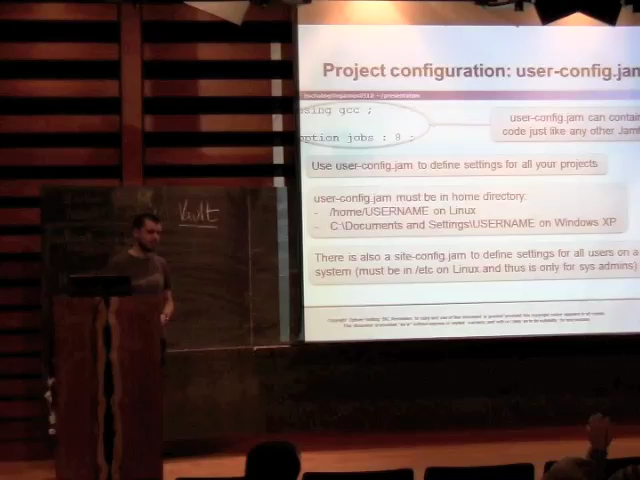 Project configuration: user-config.jam
using gcc ;
option jobs : 8 ;
user-config.jam can contain
code just like any other Jam
Use user-config.jam to define settings for all your projects
user-config.jam must be in home directory:
- /home/USERNAME on Linux
- C:\Documents and Settings\USERNAME on Windows XP
There is also a site-config.jam to define settings for all users on a
system (must be in /etc on Linux and thus is only for sys admins)
Vault